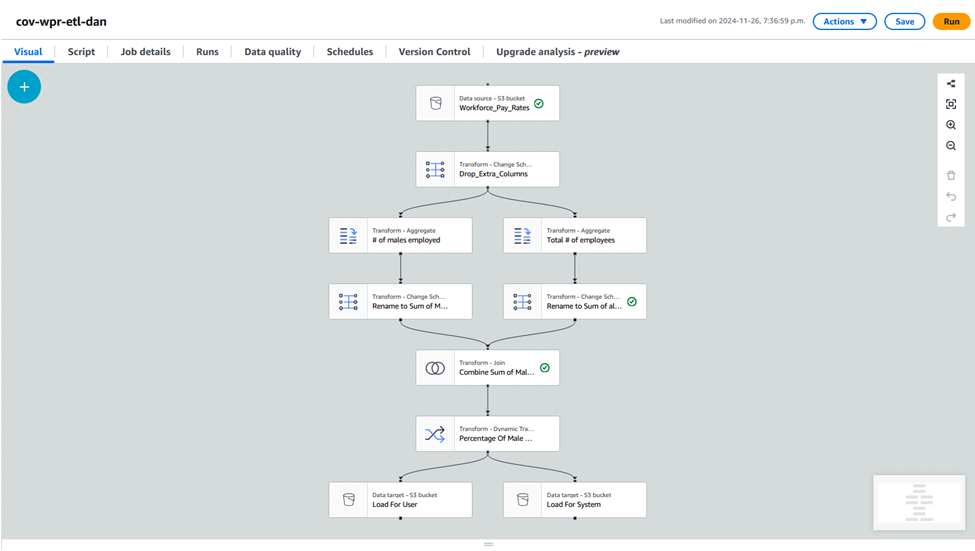 cov-wpr-etl-dan
Last modified on 2024-11-26, 7:36:59 p.m.
Actions
Save
Run
Visual
Script
Job details
Runs
Data quality
Schedules
Version Control
Upgrade analysis - preview
Data source - S3 bucket
Workforce_Pay_Rates
Transform - Change Sch...
Drop_Extra_Columns
Transform - Aggregate
# of males employed
Transform - Aggregate
Total # of employees
Transform - Change Sch...
Rename to Sum of M...
Transform - Change Sch...
Rename to Sum of al...
Transform - Join
Combine Sum of Mal...
Transform - Dynamic Tra...
Percentage Of Male ...
Data target - S3 bucket
Load For User
Data target - S3 bucket
Load For System